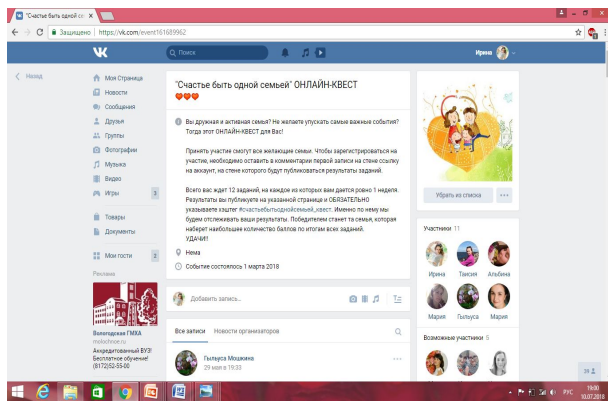 "Счастье быть одной се
Защищено | https://vk.com/event161689962
Поиск
Ирина
Назад
Моя Страница
Новости
Сообщения
Друзья
Группы
Фотографии
Музыка
Видео
Игры 3
Товары
Документы
Мои гости 2
Реклама
Вологодская ГМХА
molochnoe.ru
Аккредитованный ВУЗ!
Бесплатное обучение!
(8172)52-55-00
"Счастье быть одной семьей" ОНЛАЙН-КВЕСТ
Вы дружная и активная семья? Не желаете упускать самые важные события?
Тогда этот ОНЛАЙН-КВЕСТ для Вас!
Принять участие смогут все желающие семьи. Чтобы зарегистрироваться на
участие, необходимо оставить в комментарии первой записи на стене ссылку
на аккаунт, на стене которого будут публиковаться результаты заданий.
Всего вас ждет 12 заданий, на каждое из которых вам дается ровно 1 неделя.
Результаты вы публикуете на указанной странице и ОБЯЗАТЕЛЬНО
указываете хэштег #счастьебытьоднойсемьей_квест. Именно по нему мы
будем отслеживать ваши результаты. Победителем станет та семья, которая
наберет наибольшее количество баллов по итогам всех заданий.
УДАЧИ!!
Нема
Событие состоялось 1 марта 2018
Добавить запись...
Все записи Новости организаторов
Гыльуса Мошкина
29 мая в 19:33
Убрать из списка
Участники 11
Ирина Таисия Альбина
Мария Гыльуса Мария
Возможные участники 5
РУС
19:30
10.07.2018